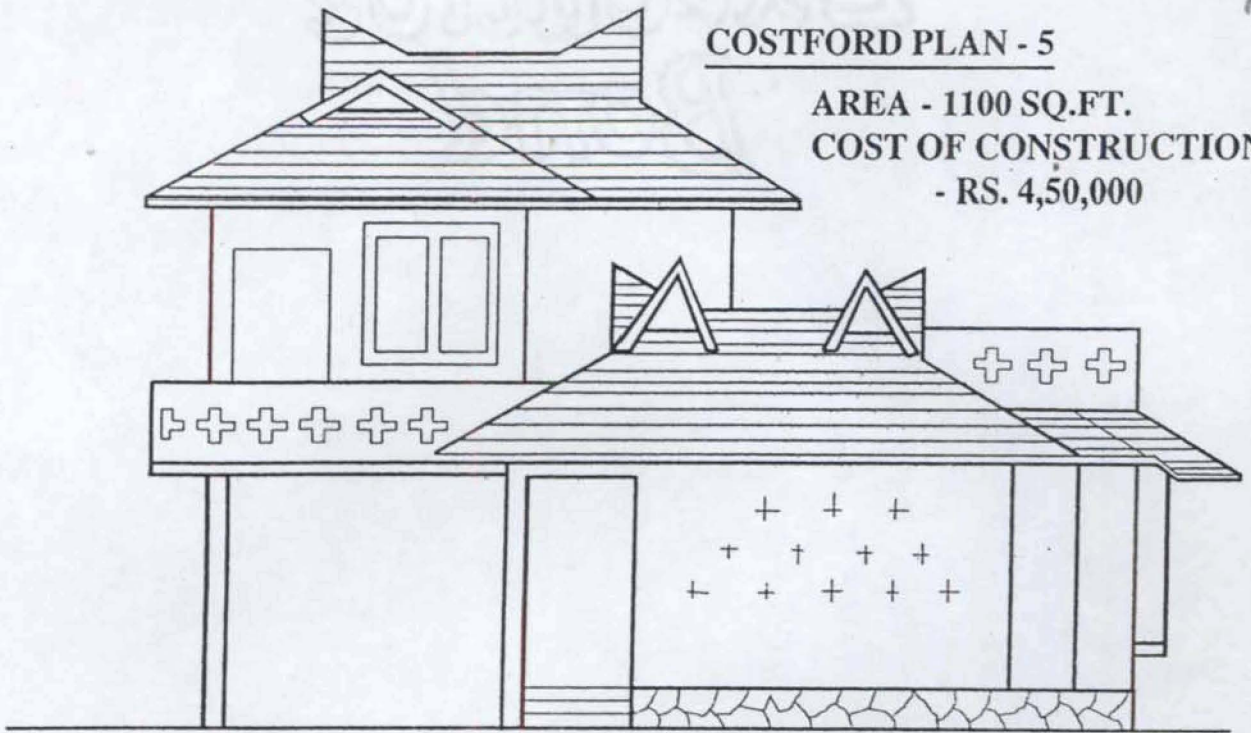 COSTFORD PLAN - 5
AREA - 1100 SQ.FT.
COST OF CONSTRUCTION
- RS. 4,50,000